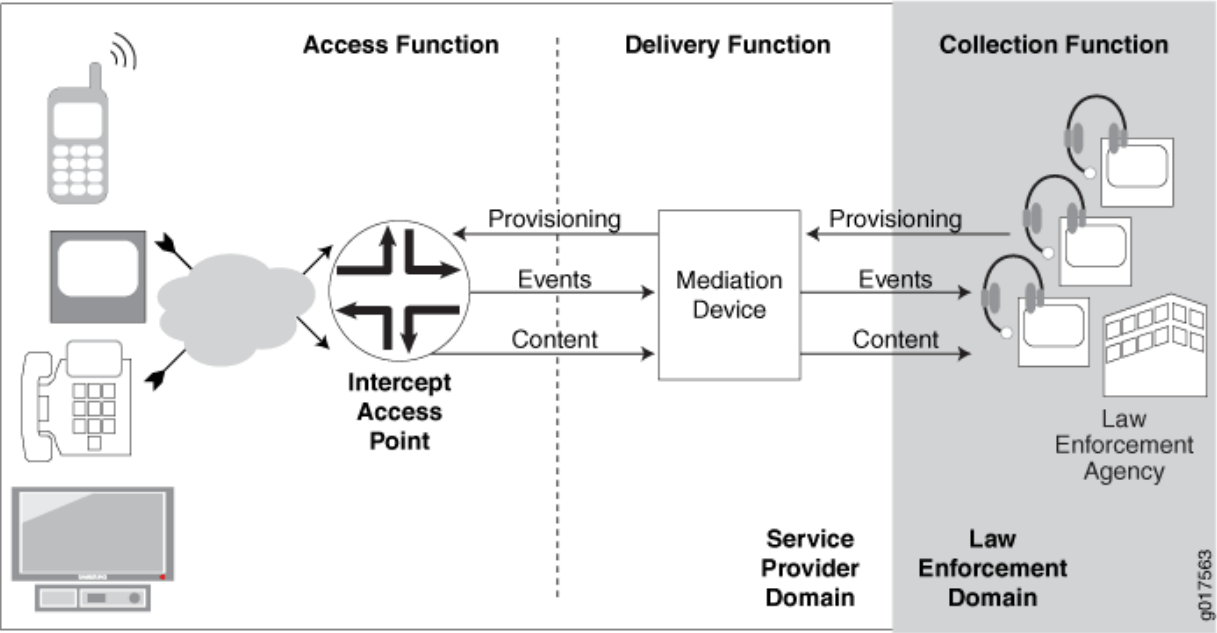 Access Function
Delivery Function
Collection Function
Provisioning
Provisioning
Events
Mediation
Device
Events
Content
Content
Intercept
Access
Point
Law
Enforcement
Agency
Service
Provider
Domain
Law
Enforcement
Domain
SAMSUNG
g017563